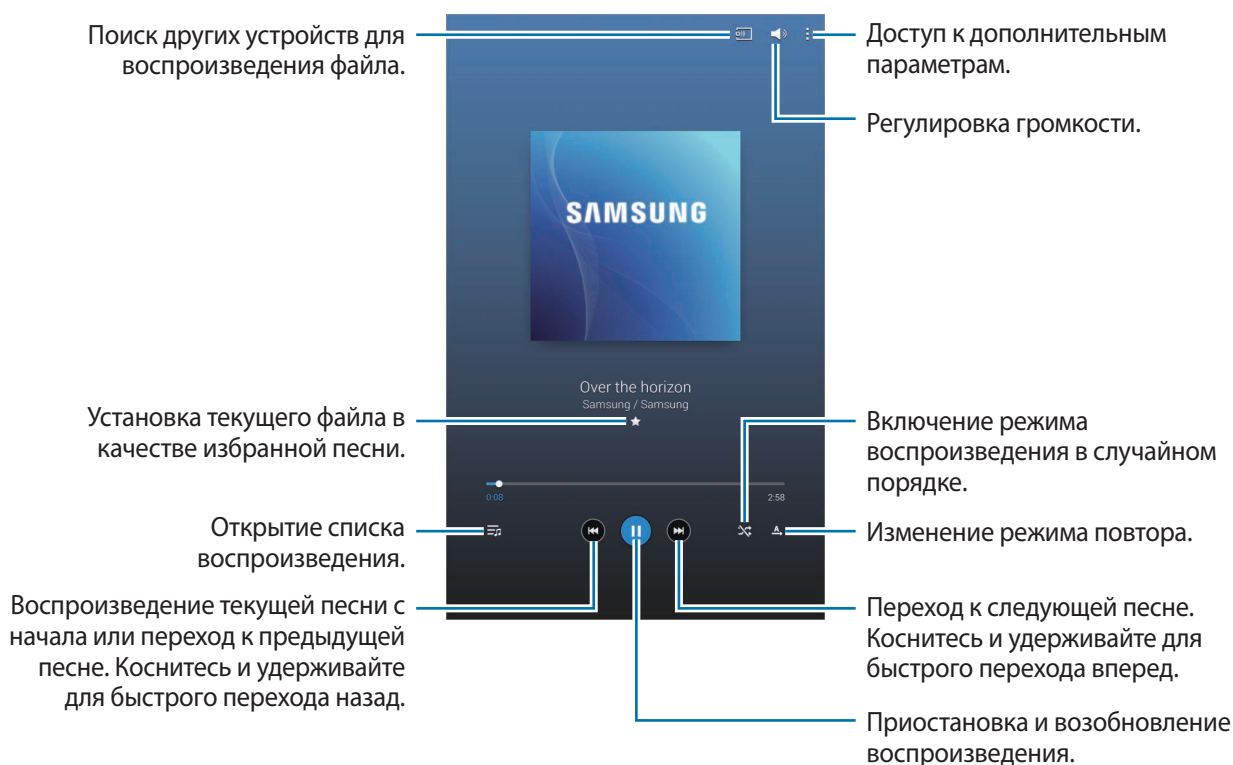 Поиск других устройств для
воспроизведения файла.
Доступ к дополнительным
параметрам.
Регулировка громкости.
SAMSUNG
Over the horizon
Samsung / Samsung
Установка текущего файла в
качестве избранной песни.
Включение режима
воспроизведения в случайном
порядке.
0:08
2:58
Открытие списка
воспроизведения.
A
Изменение режима повтора.
Воспроизведение текущей песни с
начала или переход к предыдущей
песне. Коснитесь и удерживайте
для быстрого перехода назад.
Переход к следующей песне.
Коснитесь и удерживайте для
быстрого перехода вперед.
Приостановка и возобновление
воспроизведения.